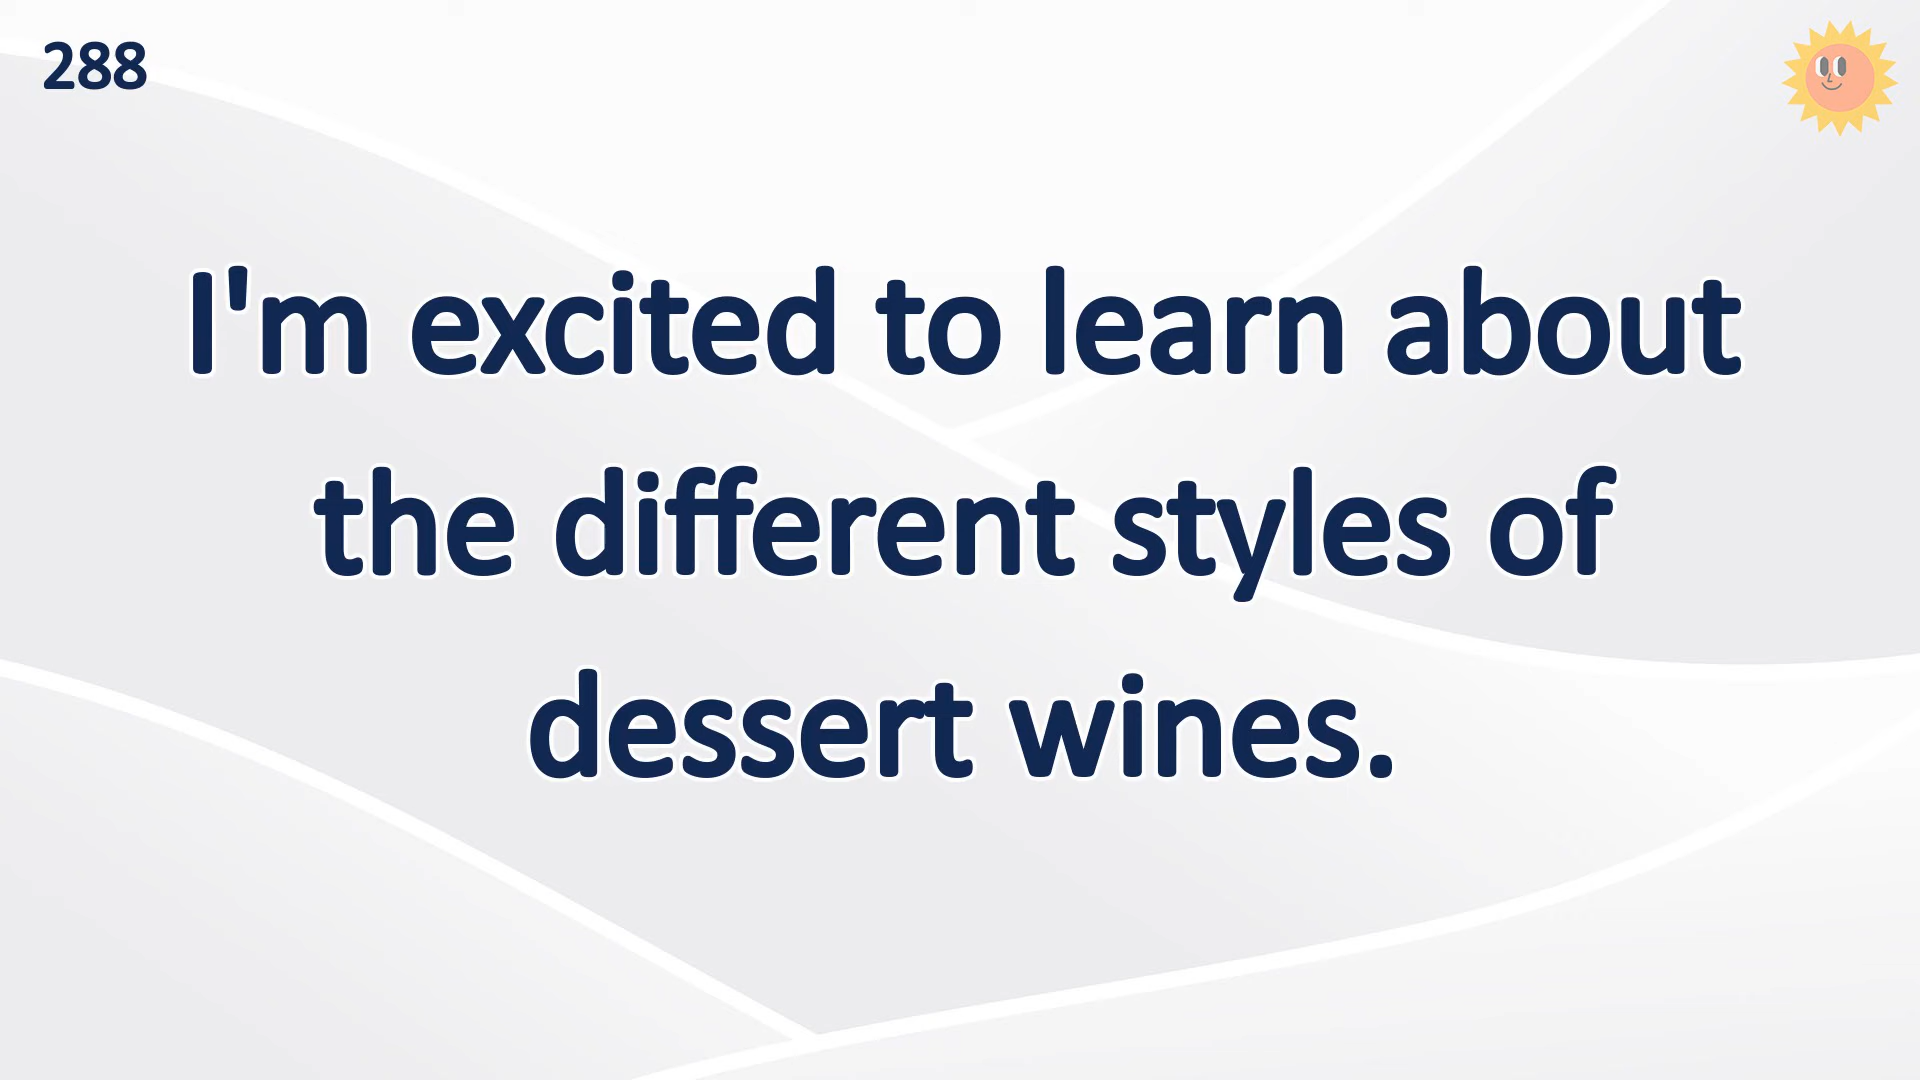 288
I'm excited to learn about
the different styles of
dessert wines.